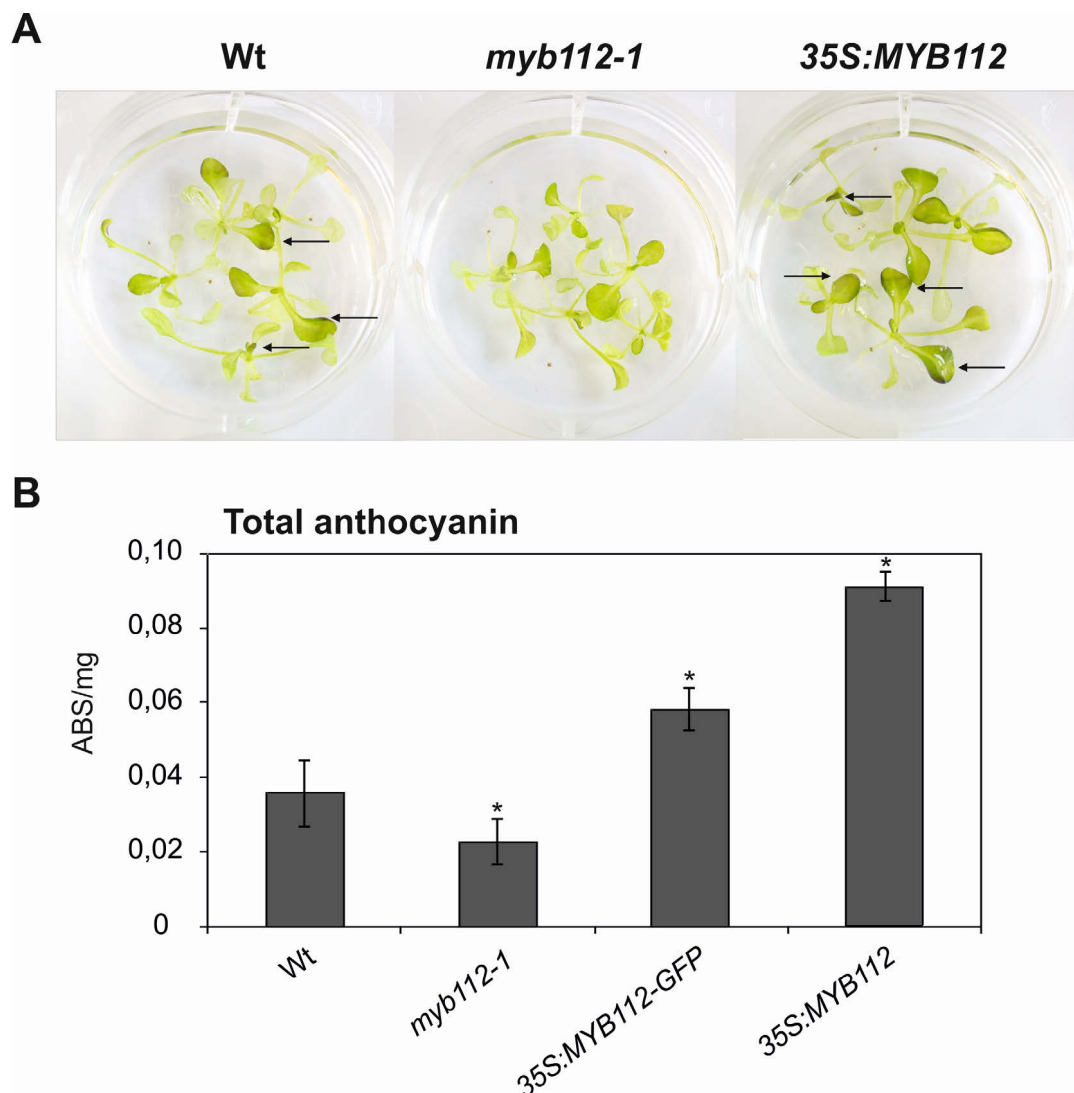 A
Wt myb112-1 35S:MYB112
B
Total anthocyanin
ABS/mg
0,10
0,08
0,06
0,04
0,02
0
* * *
Wt myb112-1 35S:MYB112-GFP 35S:MYB112